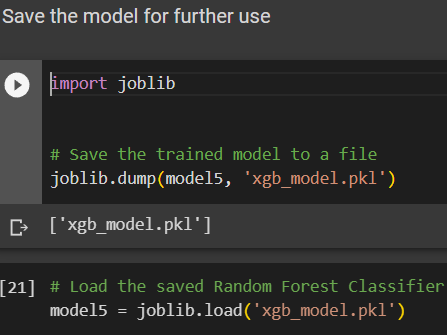 Save the model for further use
import joblib
# Save the trained model to a file
joblib.dump(model5, 'xgb_model.pkl')
['xgb_model.pkl']
[21] # Load the saved Random Forest Classifier
model5 = joblib.load('xgb_model.pkl')